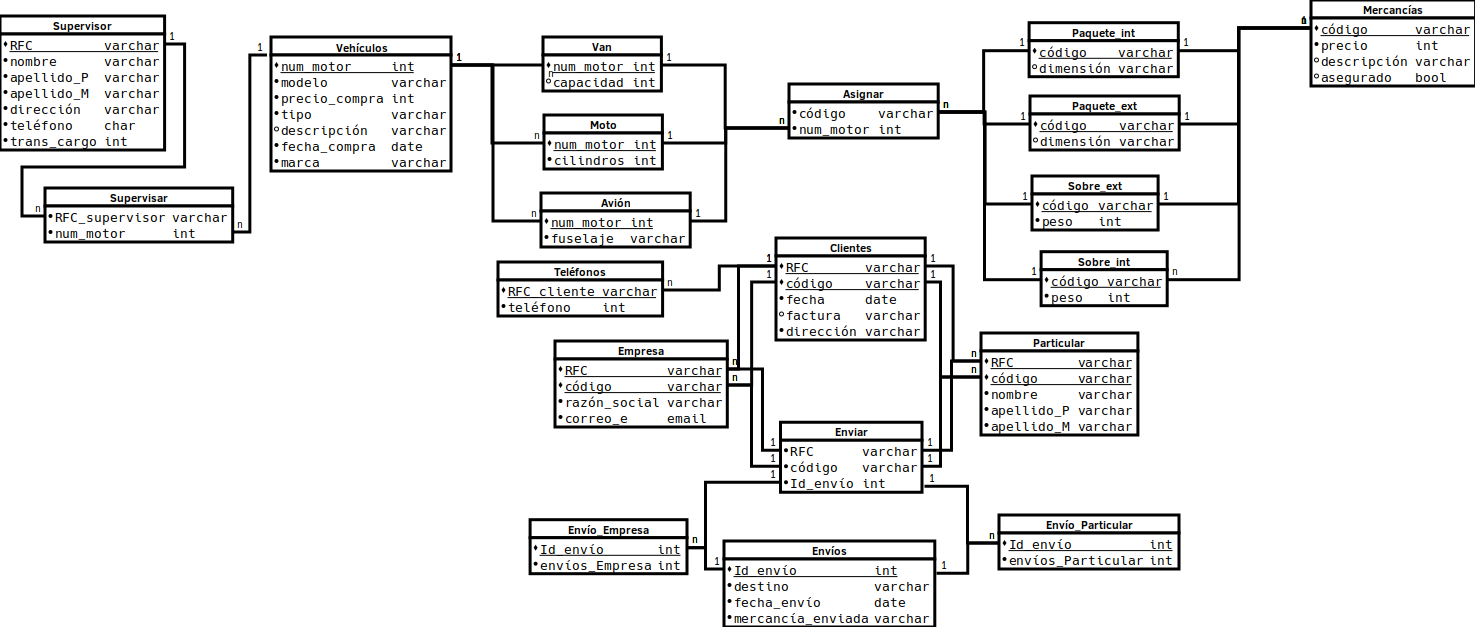 Supervisor
RFC varchar
nombre varchar
apellido_P varchar
apellido_M varchar
dirección varchar
teléfono char
trans_cargo int
1
Supervisar
n
RFC_supervisor varchar
num_motor int
n
1
Vehículos
num_motor int
modelo varchar
precio_compra int
tipo varchar
descripción varchar
fecha_compra date
marca varchar
1
Van
num_motor int
n
capacidad int
1
Moto
n
num_motor int
cilindros int
1
Avión
n
num_motor int
fuselaje varchar
1
Asignar
n
código varchar
num_motor int
n
Paquete_int
1
código varchar
dimensión varchar
1
Paquete_ext
1
código varchar
dimensión varchar
1
Sobre_ext
1
código varchar
peso int
1
Sobre_int
1
código varchar
peso int
n
Mercancías
código varchar
precio int
descripción varchar
asegurado bool
Teléfonos
RFC_cliente varchar
teléfono int
n
Clientes
1
RFC varchar
1
1
código varchar
1
fecha date
factura varchar
dirección varchar
Empresa
RFC varchar
n
código varchar
n
razón_social varchar
correo_e email
Particular
n
RFC varchar
n
código varchar
nombre varchar
apellido_P varchar
apellido_M varchar
Enviar
1
RFC varchar
1
1
código varchar
1
1
Id_envío int
1
Envío_Empresa
Id_envío int
envíos_Empresa int
n
Envíos
1
Id_envío int
1
destino varchar
fecha_envío date
mercancía_enviada varchar
Envío_Particular
n
Id_envío int
envíos_Particular int